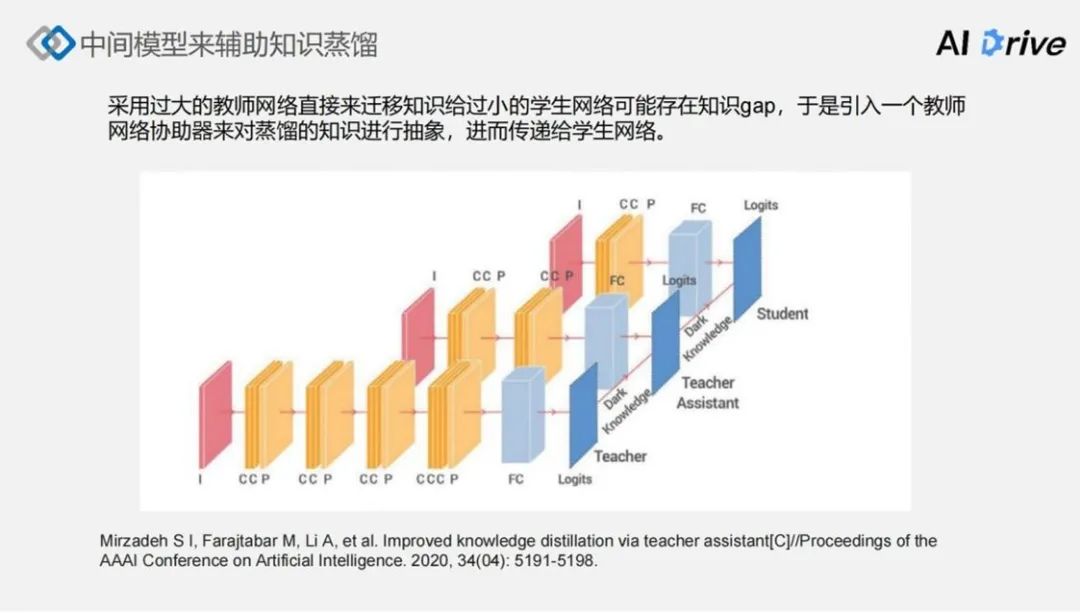 中间模型来辅助知识蒸馏
AI Drive
采用过大的教师网络直接来迁移知识给过小的学生网络可能存在知识gap，于是引入一个教师
网络协助器来对蒸馏的知识进行抽象，进而传递给学生网络。
I CC P FC Logits
Student
I CC P CC P FC Logits
Dark
Knowledge
Teacher
Assistant
Dark
Knowledge
Teacher
I CC P CC P CC P CCC P FC Logits
Mirzadeh S I, Farajtabar M, Li A, et al. Improved knowledge distillation via teacher assistant[C]//Proceedings of the
AAAI Conference on Artificial Intelligence. 2020, 34(04): 5191-5198.